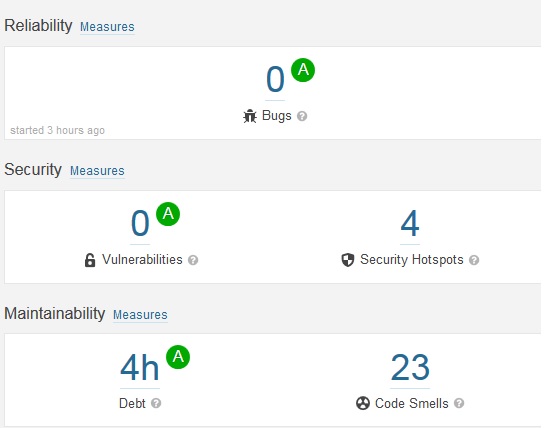 Reliability Measures
0 A
Bugs ?
started 3 hours ago
Security Measures
0 A 4
Vulnerabilities ? Security Hotspots ?
Maintainability Measures
4h A 23
Debt ? Code Smells ?